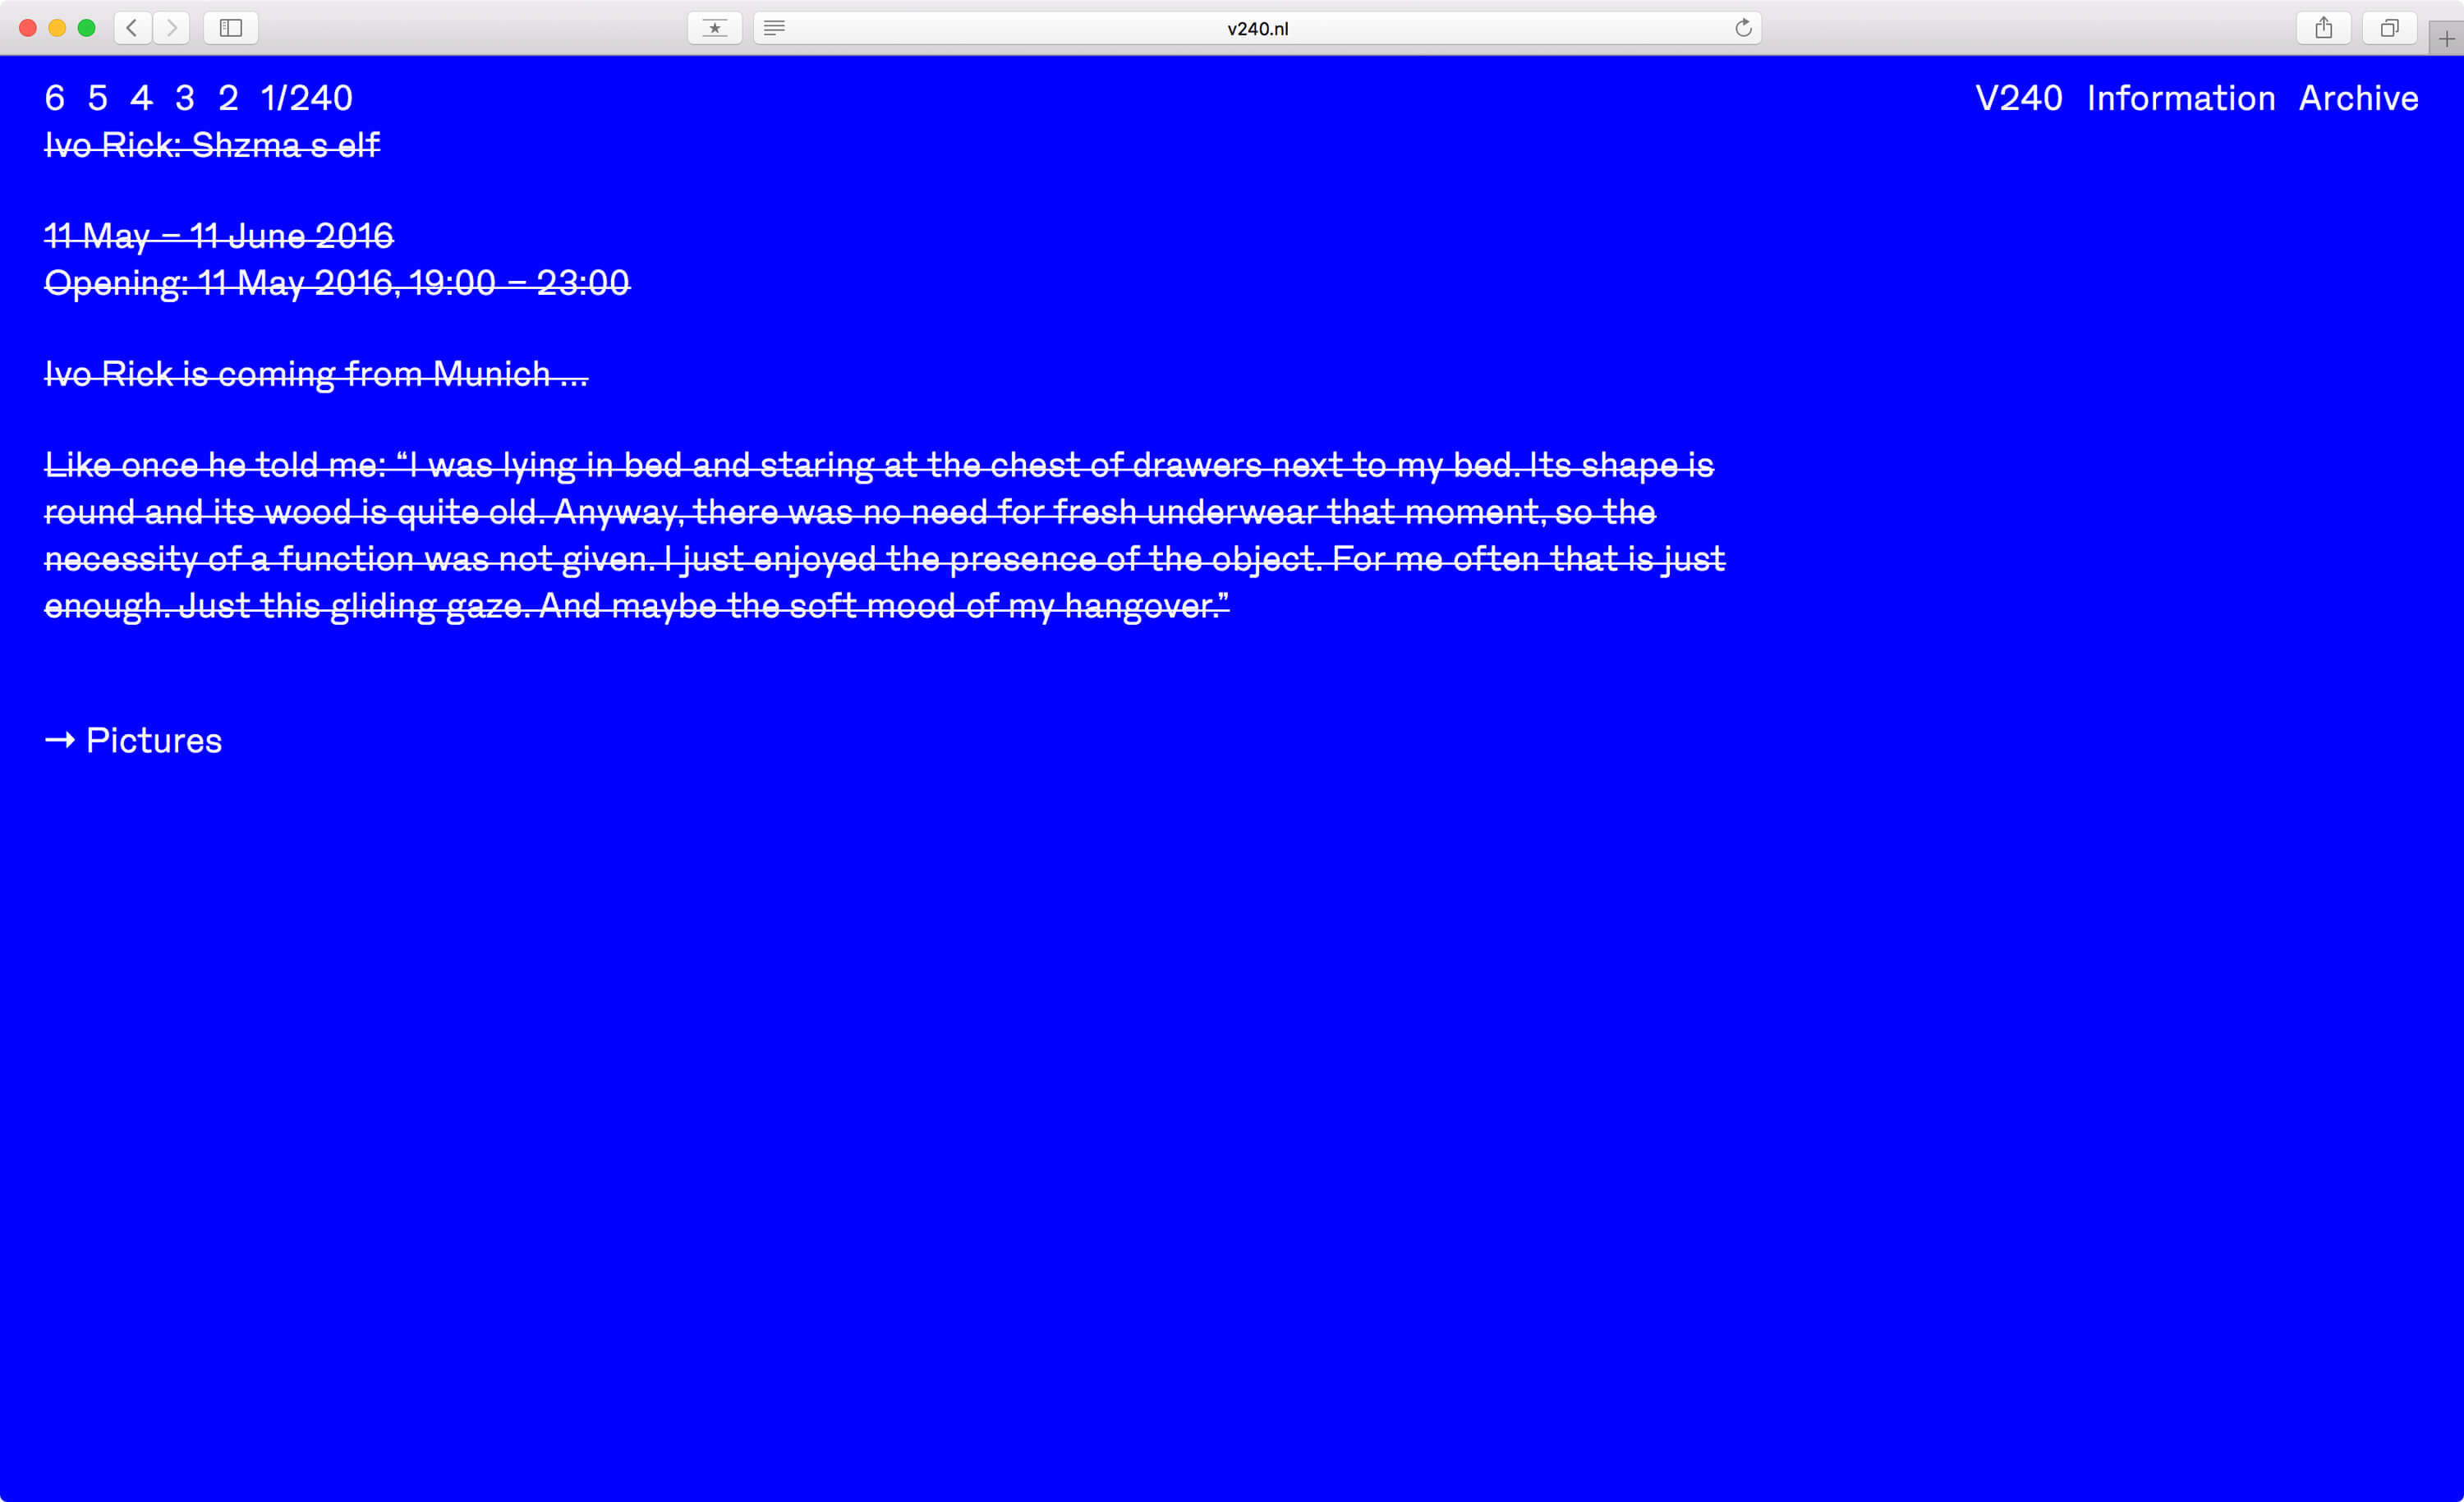 v240.nl
6 5 4 3 2 1/240
V240 Information Archive
Ivo Rick: Shzma s elf
11 May – 11 June 2016
Opening: 11 May 2016, 19:00 – 23:00
Ivo Rick is coming from Munich ...
Like once he told me: “I was lying in bed and staring at the chest of drawers next to my bed. Its shape is
round and its wood is quite old. Anyway, there was no need for fresh underwear that moment, so the
necessity of a function was not given. I just enjoyed the presence of the object. For me often that is just
enough. Just this gliding gaze. And maybe the soft mood of my hangover.”
→ Pictures